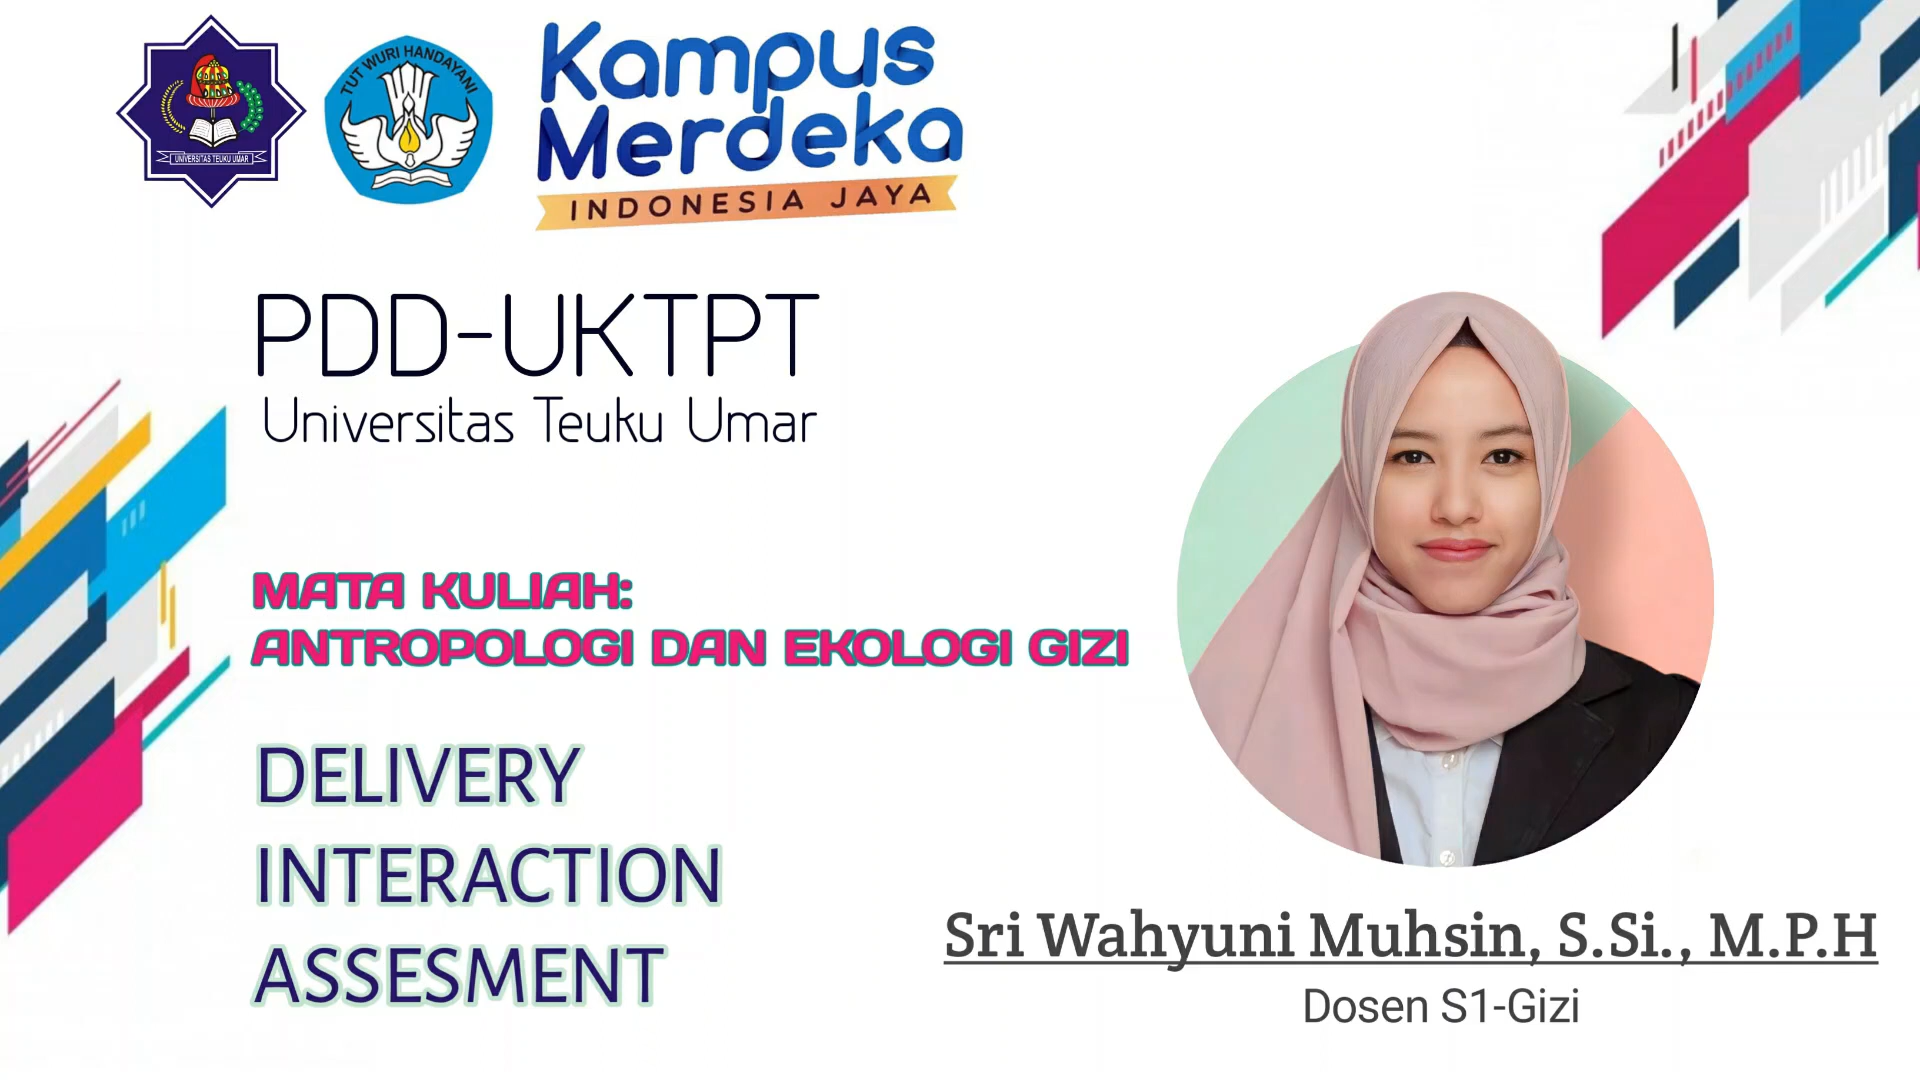 UNIVERSITAS TEUKU UMAR
TUT WURI HANDAYANI
Kampus
Merdeka
INDONESIA JAYA
PDD-UKTPT
Universitas Teuku Umar
MATA KULIAH:
ANTROPOLOGI DAN EKOLOGI GIZI
DELIVERY
INTERACTION
ASSESMENT
Sri Wahyuni Muhsin, S.Si., M.P.H
Dosen S1-Gizi